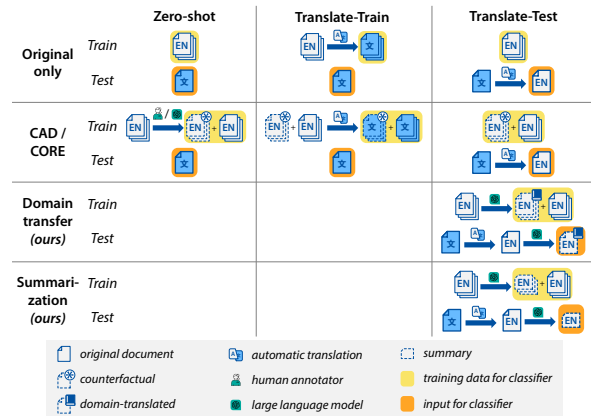 Zero-shot Translate-Train Translate-Test
Original only
Train EN EN 文 EN
Test 文 文 文 EN
CAD / CORE
Train EN / EN + EN EN + EN 文 + 文 EN + EN
Test 文 文 文 EN
Domain transfer (ours)
Train EN EN + EN
Test 文 EN EN
Summari-zation (ours)
Train EN EN + EN
Test 文 EN EN
original document automatic translation summary
counterfactual human annotator training data for classifier
domain-translated large language model input for classifier